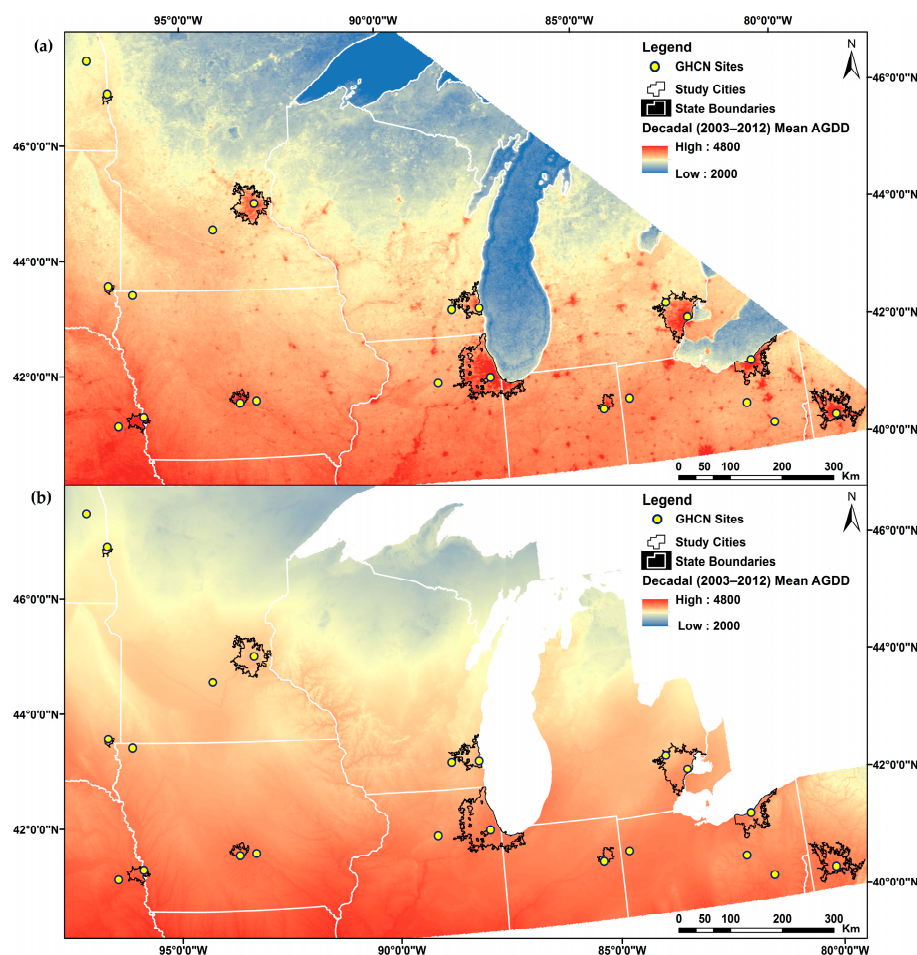 95°0'0"W 90°0'0"W 85°0'0"W 80°0'0"W
(a)
Legend
GHCN Sites
Study Cities
State Boundaries
Decadal (2003–2012) Mean AGDD
High : 4800
Low : 2000
N
46°0'0"N
44°0'0"N
42°0'0"N
46°0'0"N
44°0'0"N
42°0'0"N
40°0'0"N
0 50 100 200 300
Km
(b)
Legend
GHCN Sites
Study Cities
State Boundaries
Decadal (2003–2012) Mean AGDD
High : 4800
Low : 2000
N
46°0'0"N
44°0'0"N
42°0'0"N
46°0'0"N
44°0'0"N
42°0'0"N
40°0'0"N
0 50 100 200 300
Km
95°0'0"W 90°0'0"W 85°0'0"W 80°0'0"W